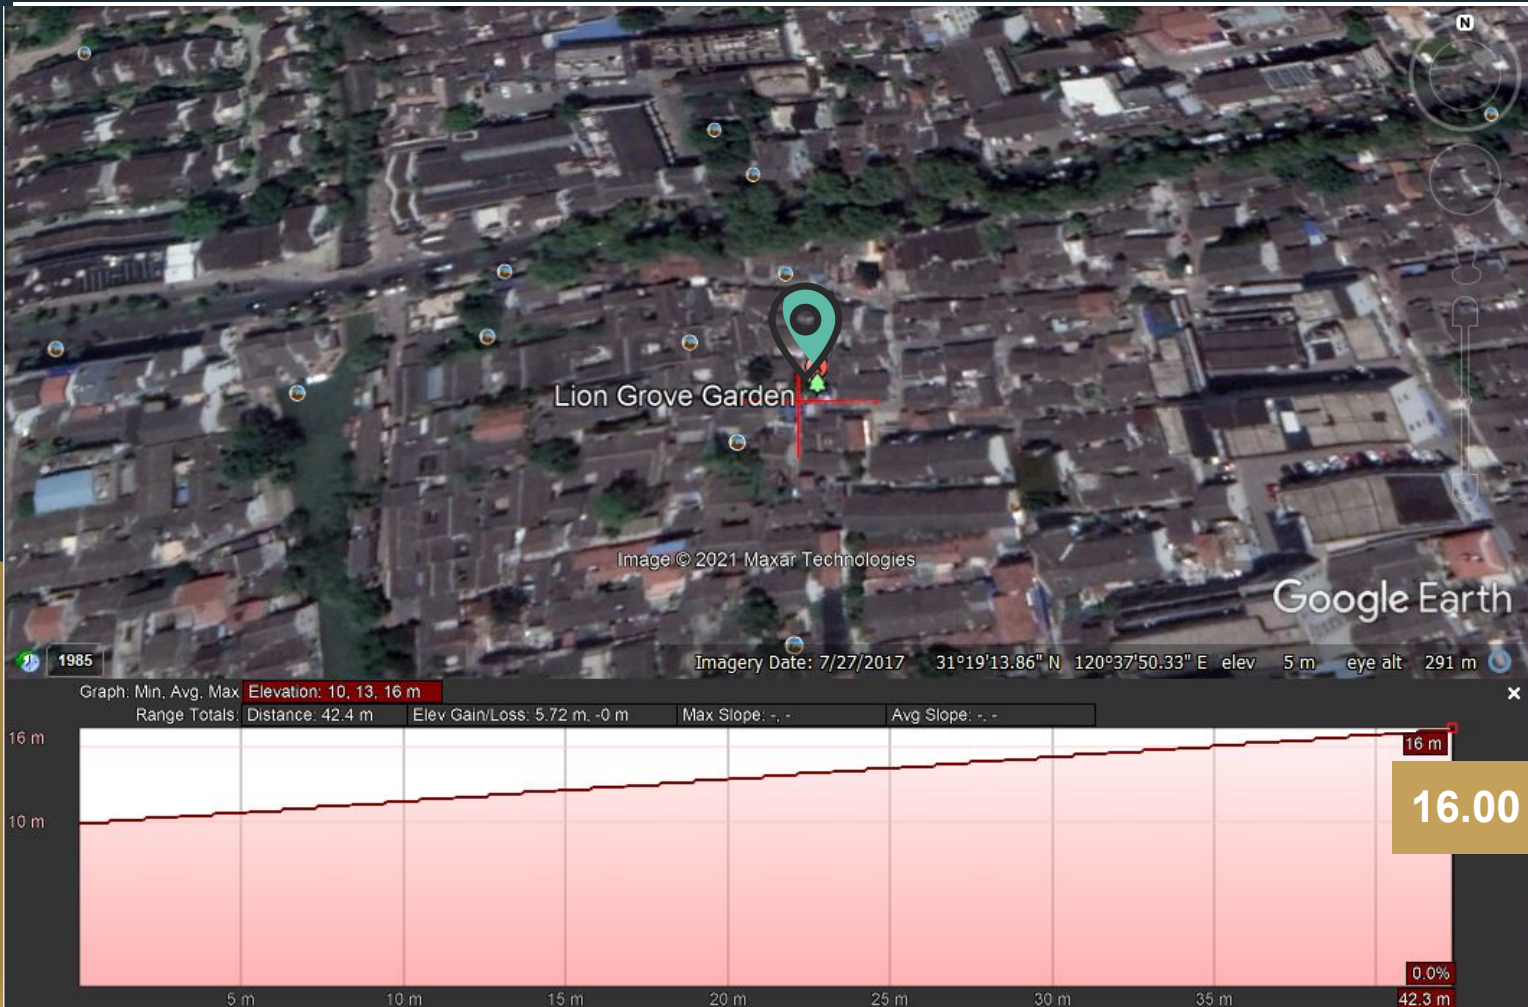 N
Lion Grove Garden
Image © 2021 Maxar Technologies
Google Earth
1985
Imagery Date: 7/27/2017 31°19'13.86" N 120°37'50.33" E elev 5 m eye alt 291 m
Graph: Min, Avg, Max Elevation: 10, 13, 16 m
Range Totals: Distance: 42.4 m Elev Gain/Loss: 5.72 m, -0 m Max Slope: -, - Avg Slope: -, -
16 m
16 m
10 m
16.00
0.0%
5 m 10 m 15 m 20 m 25 m 30 m 35 m 42.3 m